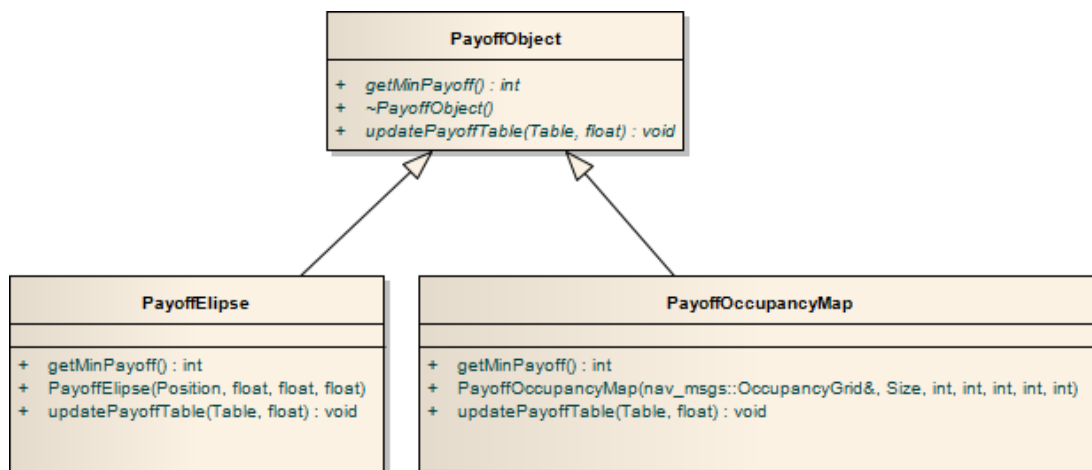 PayoffObject
+ getMinPayoff() : int
+ ~PayoffObject()
+ updatePayoffTable(Table, float) : void
PayoffElipse
+ getMinPayoff() : int
+ PayoffElipse(Position, float, float, float)
+ updatePayoffTable(Table, float) : void
PayoffOccupancyMap
+ getMinPayoff() : int
+ PayoffOccupancyMap(nav_msgs::OccupancyGrid&, Size, int, int, int, int, int)
+ updatePayoffTable(Table, float) : void